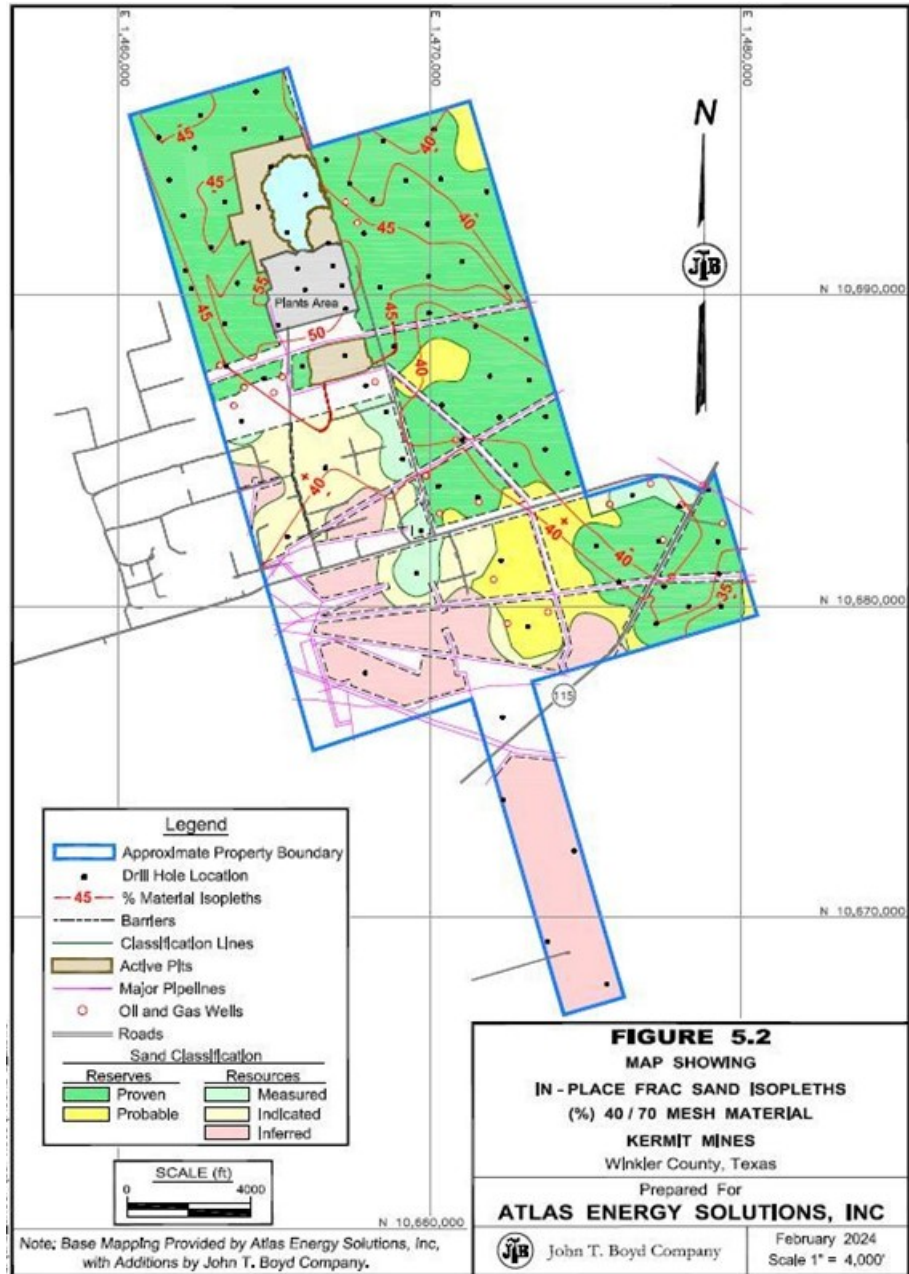 E 1,460,000
E 1,470,000
E 1,480,000
N
JTB
N 10,690,000
N 10,680,000
N 10,670,000
N 10,660,000
45
40
45
45
40
55
Plants Area
45
45
50
40
40
40
40
35
115
Legend
Approximate Property Boundary
Drill Hole Location
45 % Material Isopleths
Barriers
Classification Lines
Active Pits
Major Pipelines
Oil and Gas Wells
Roads
Sand Classification
Reserves Resources
Proven Measured
Probable Indicated
Inferred
SCALE (ft)
0 4000
Note: Base Mapping Provided by Atlas Energy Solutions, Inc,
with Additions by John T. Boyd Company.
FIGURE 5.2
MAP SHOWING
IN - PLACE FRAC SAND ISOPLETHS
(%) 40 / 70 MESH MATERIAL
KERMIT MINES
Winkler County, Texas
Prepared For
ATLAS ENERGY SOLUTIONS, INC
JTB John T. Boyd Company
February 2024
Scale 1" = 4,000'